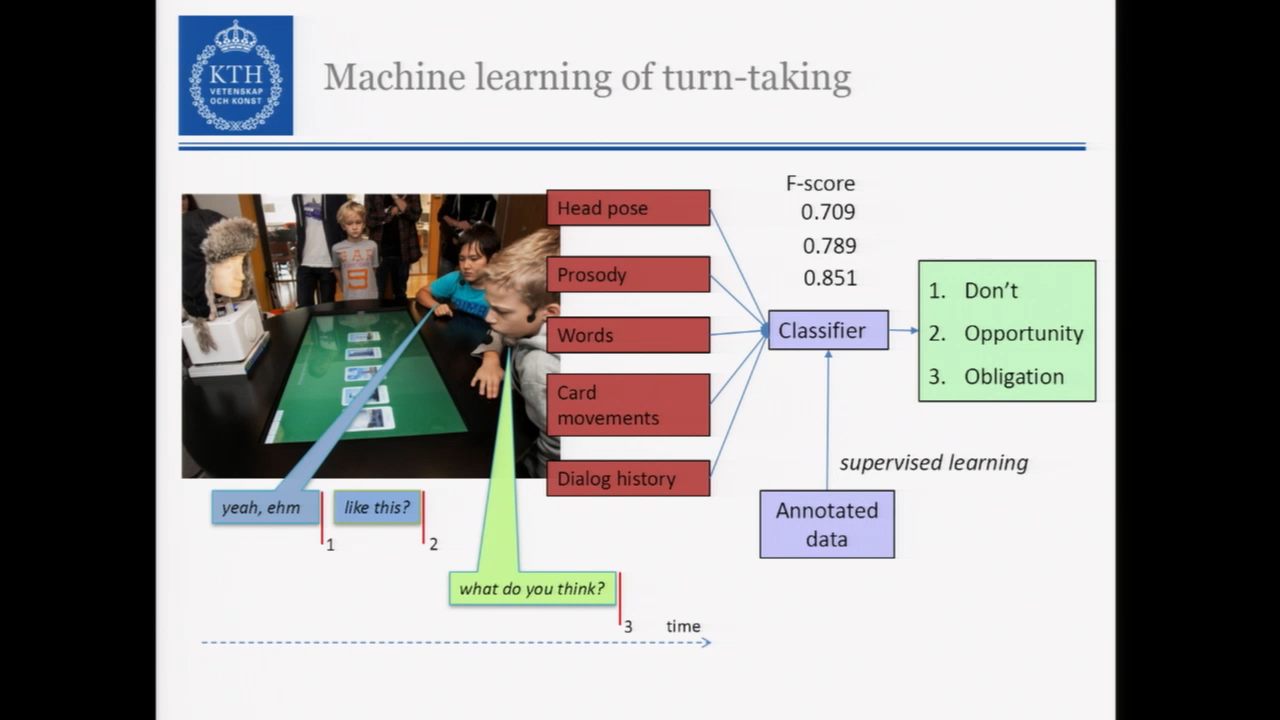 KTH
VETENSKAP
OCH KONST
Machine learning of turn-taking
F-score
0.709
0.789
0.851
Head pose
Prosody
Words
Card
movements
Dialog history
Classifier
1. Don't
2. Opportunity
3. Obligation
supervised learning
Annotated
data
yeah, ehm
1
like this?
2
what do you think?
3
time